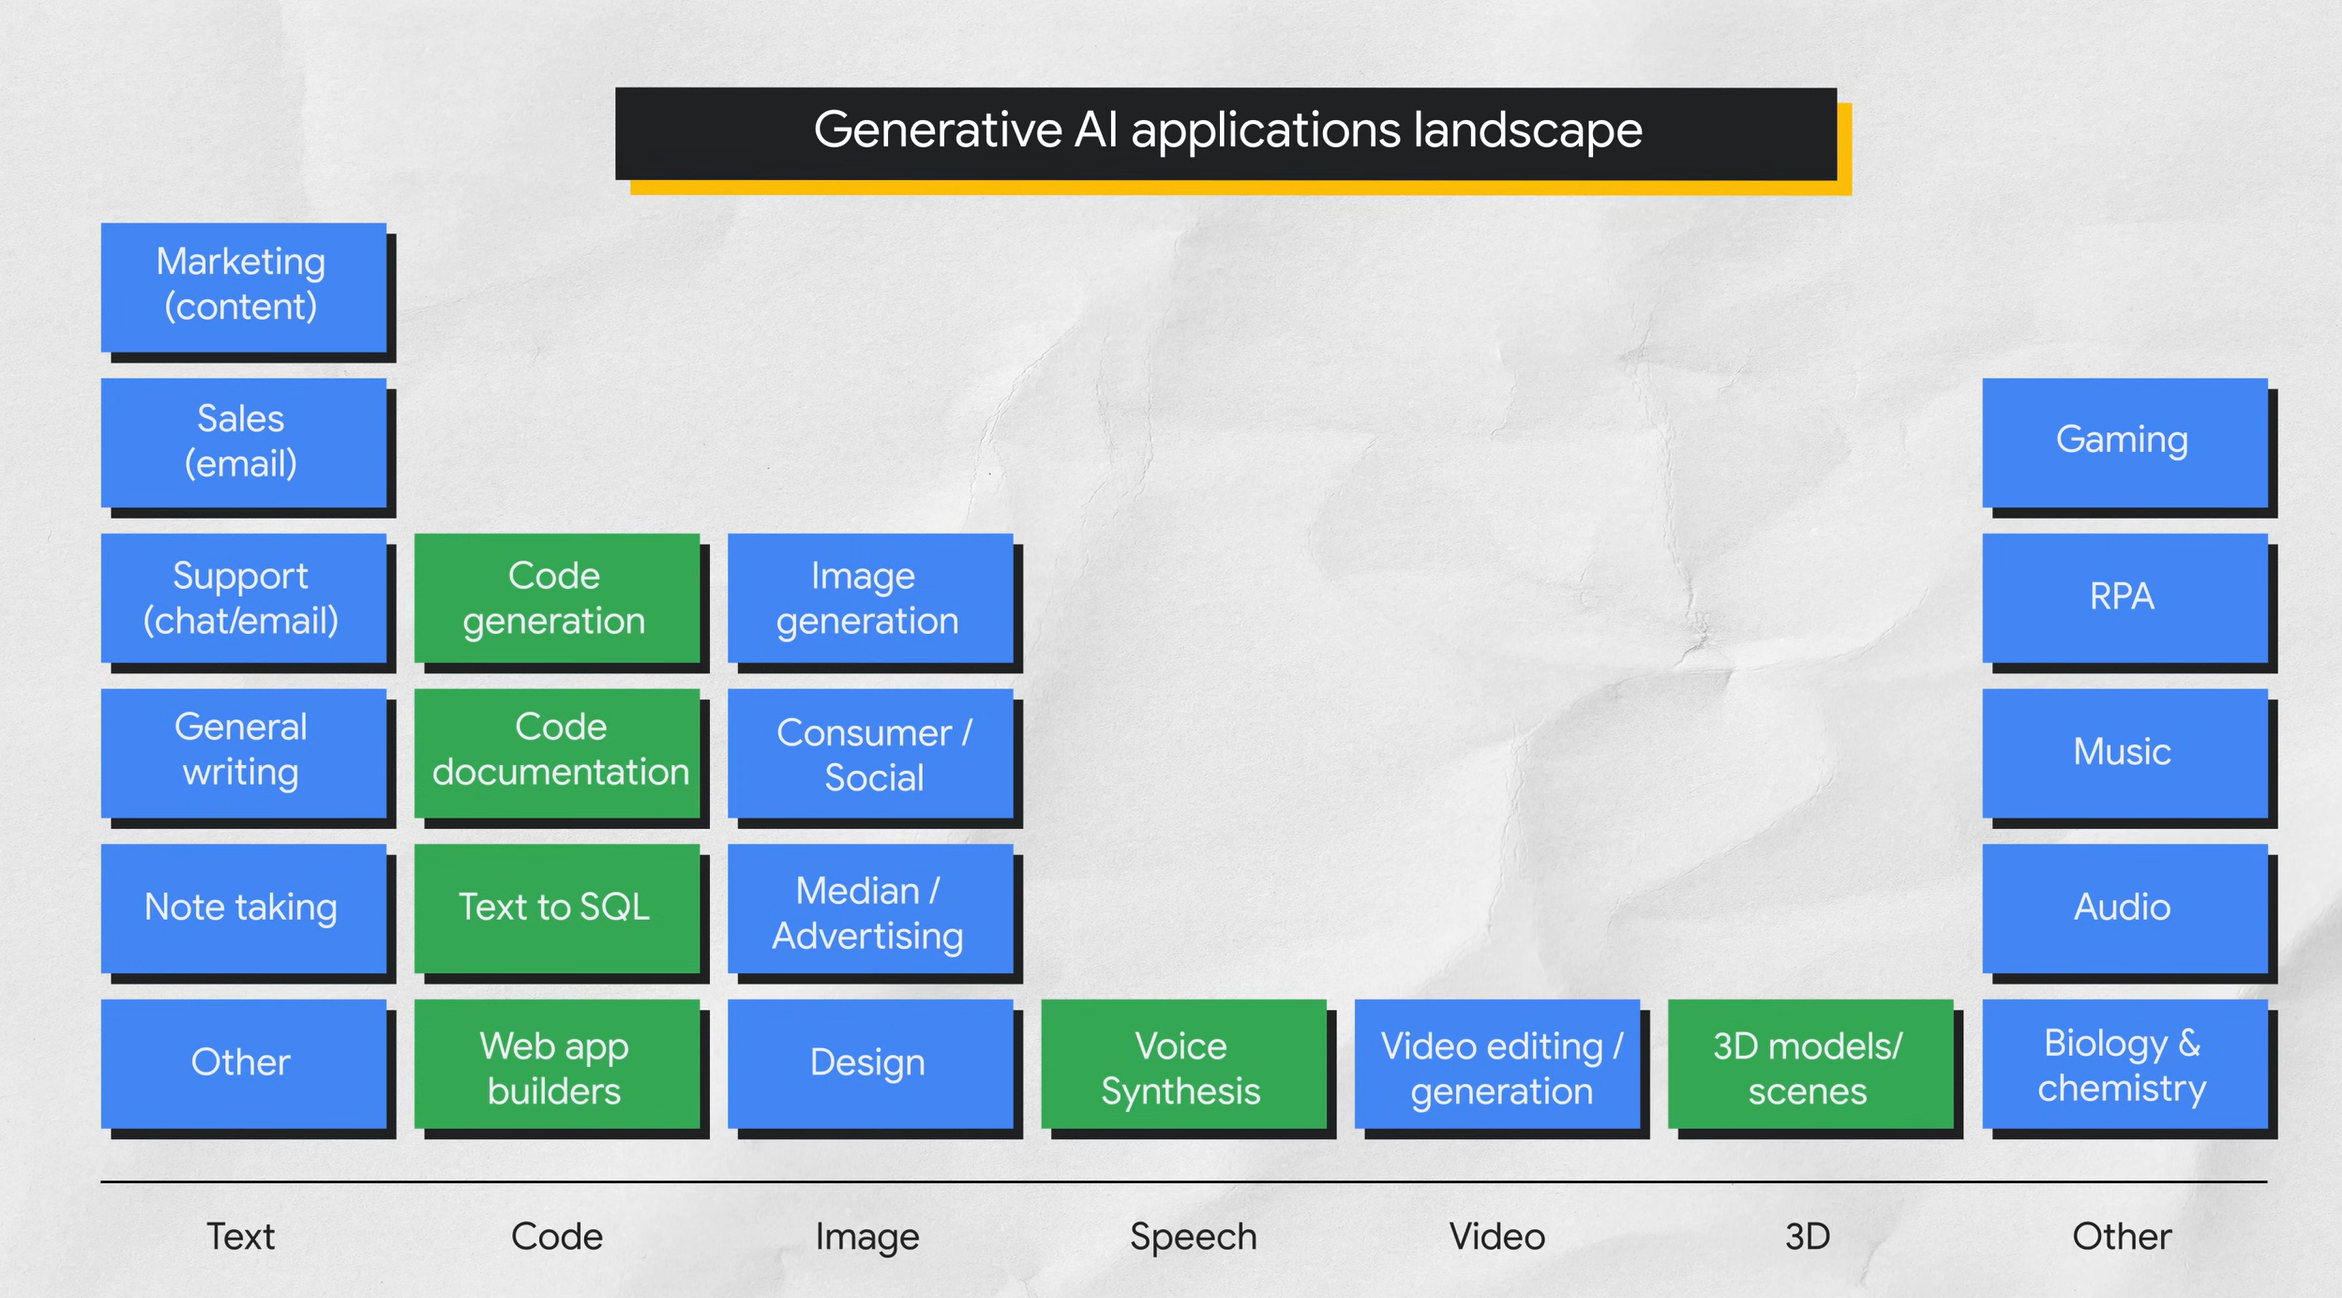 Generative AI applications landscape
Marketing
(content)
Sales
(email)
Gaming
Support
(chat/email)
Code
generation
Image
generation
RPA
General
writing
Code
documentation
Consumer /
Social
Music
Note taking
Text to SQL
Median /
Advertising
Audio
Other
Web app
builders
Design
Voice
Synthesis
Video editing /
generation
3D models/
scenes
Biology &
chemistry
Text
Code
Image
Speech
Video
3D
Other